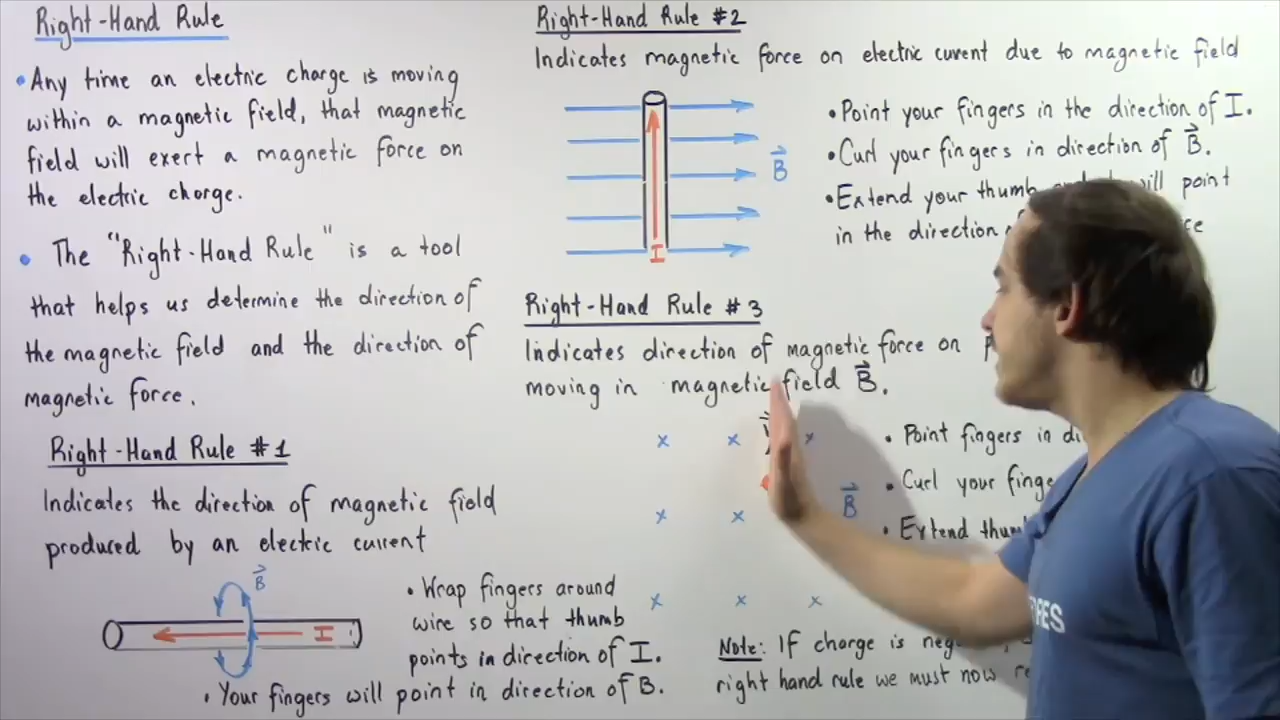 Right-Hand Rule
• Any time an electric charge is moving
within a magnetic field, that magnetic
field will exert a magnetic force on
the electric charge.
• The "Right-Hand Rule" is a tool
that helps us determine the direction of
the magnetic field and the direction of
magnetic force.
Right-Hand Rule #1
Indicates the direction of magnetic field
produced by an electric current
B
I
• Wrap fingers around
wire so that thumb
points in direction of I.
• Your fingers will point in direction of B.
Right-Hand Rule #2
Indicates magnetic force on electric current due to magnetic field
B
I
• Point your fingers in the direction of I.
• Curl your fingers in direction of B.
• Extend your thumb will point
in the direction
Right-Hand Rule #3
Indicates direction of magnetic force on
moving in magnetic field B.
x x x
B
x x
x x x
• Point fingers in
• Curl your
• Extend
Note: If charge is
right hand rule we must now